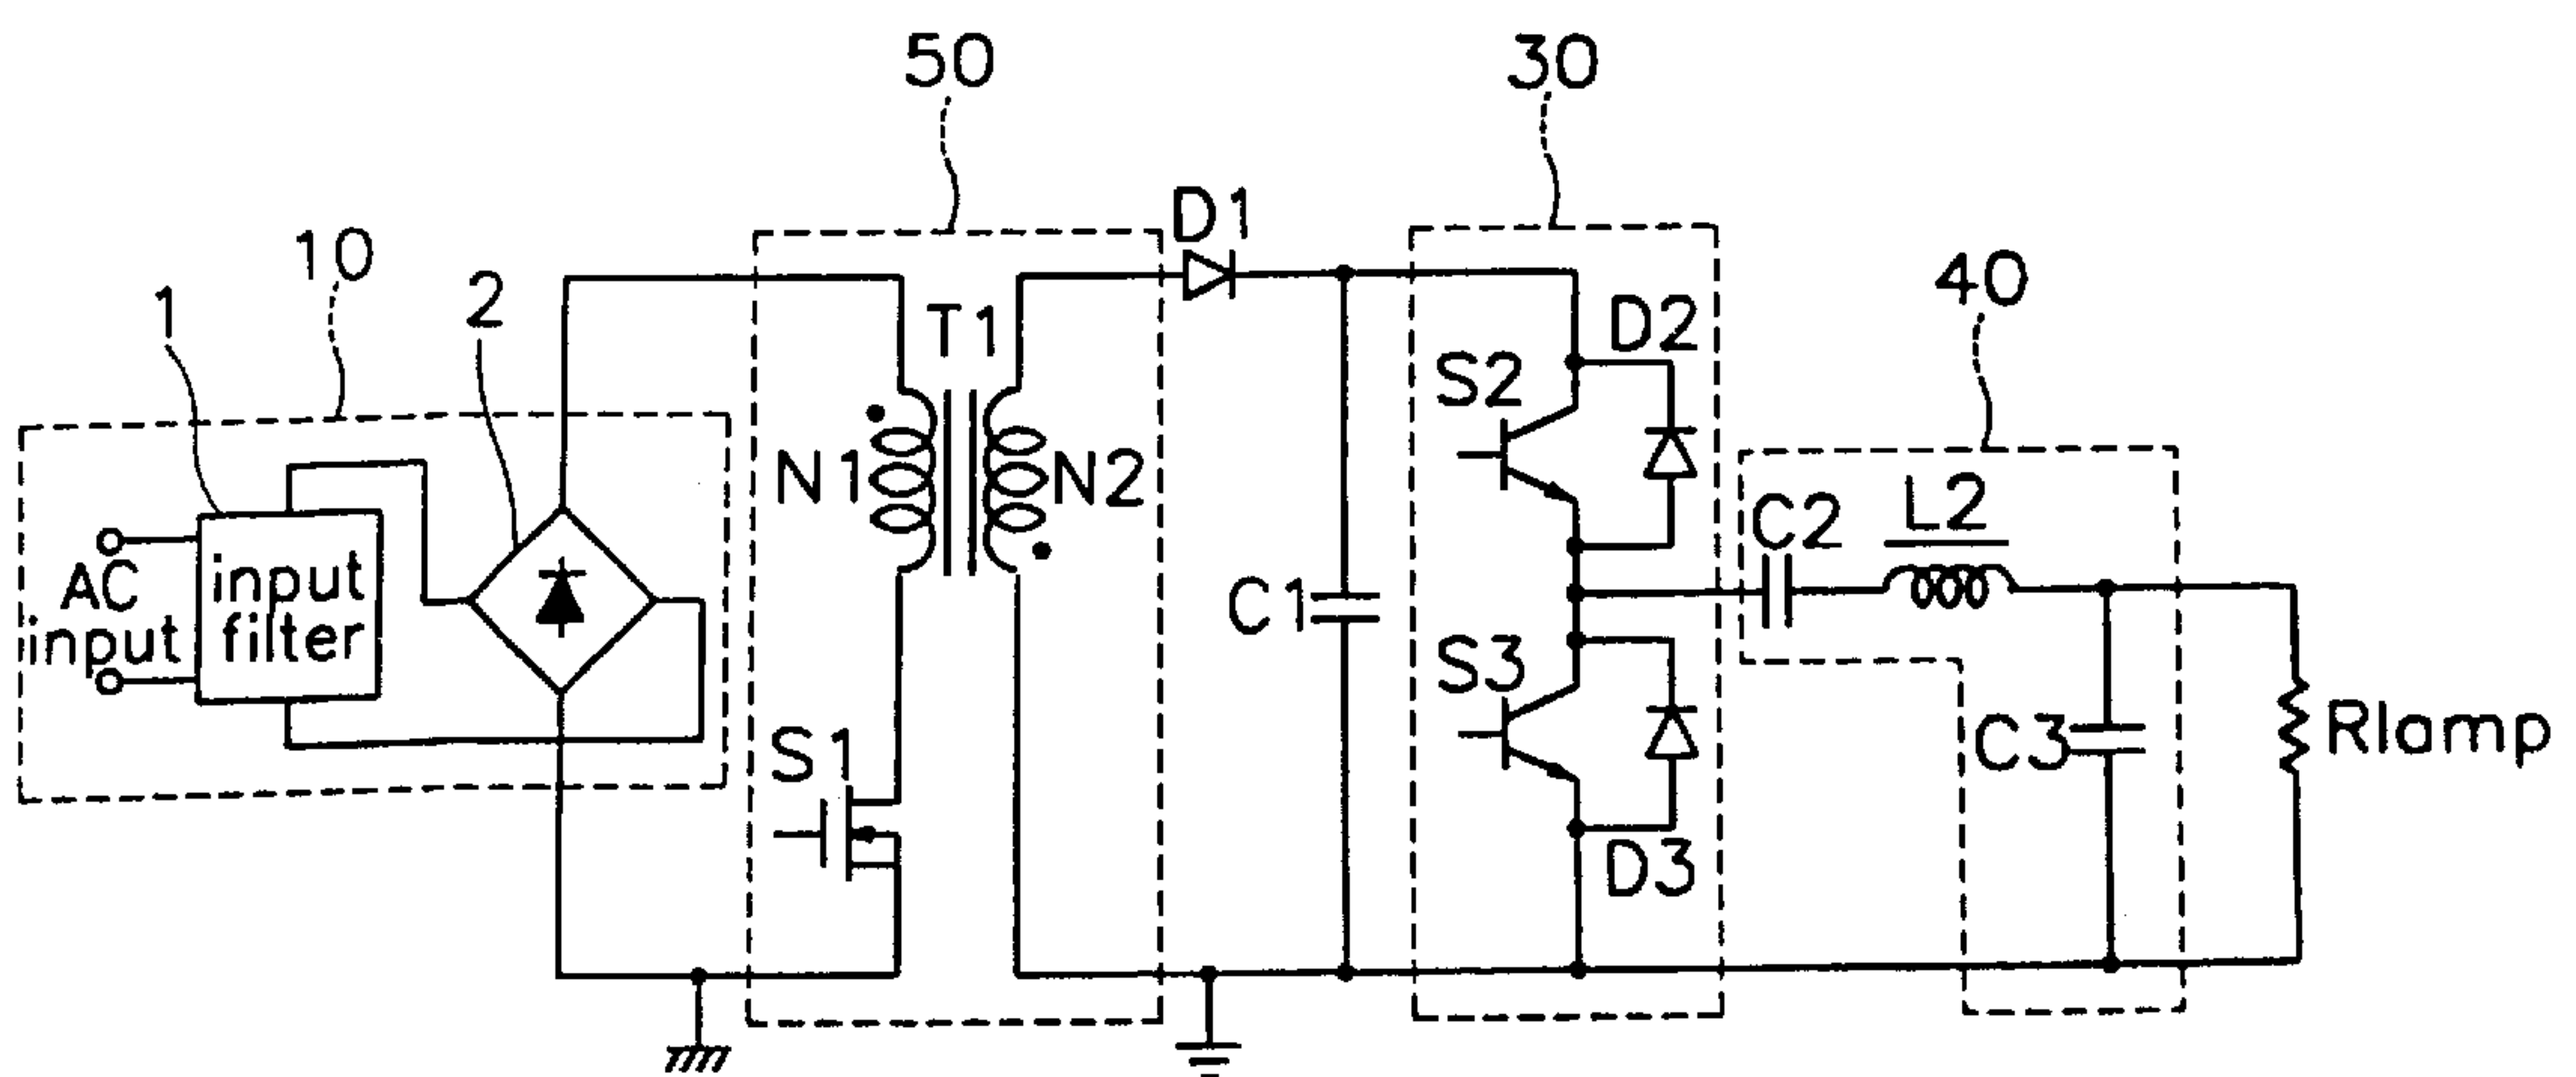 50
30
10
1
2
D1
40
T1
D2
S2
N1
N2
L2
C2
AC
input
input
filter
C1
S3
S1
C3
Rlamp
D3